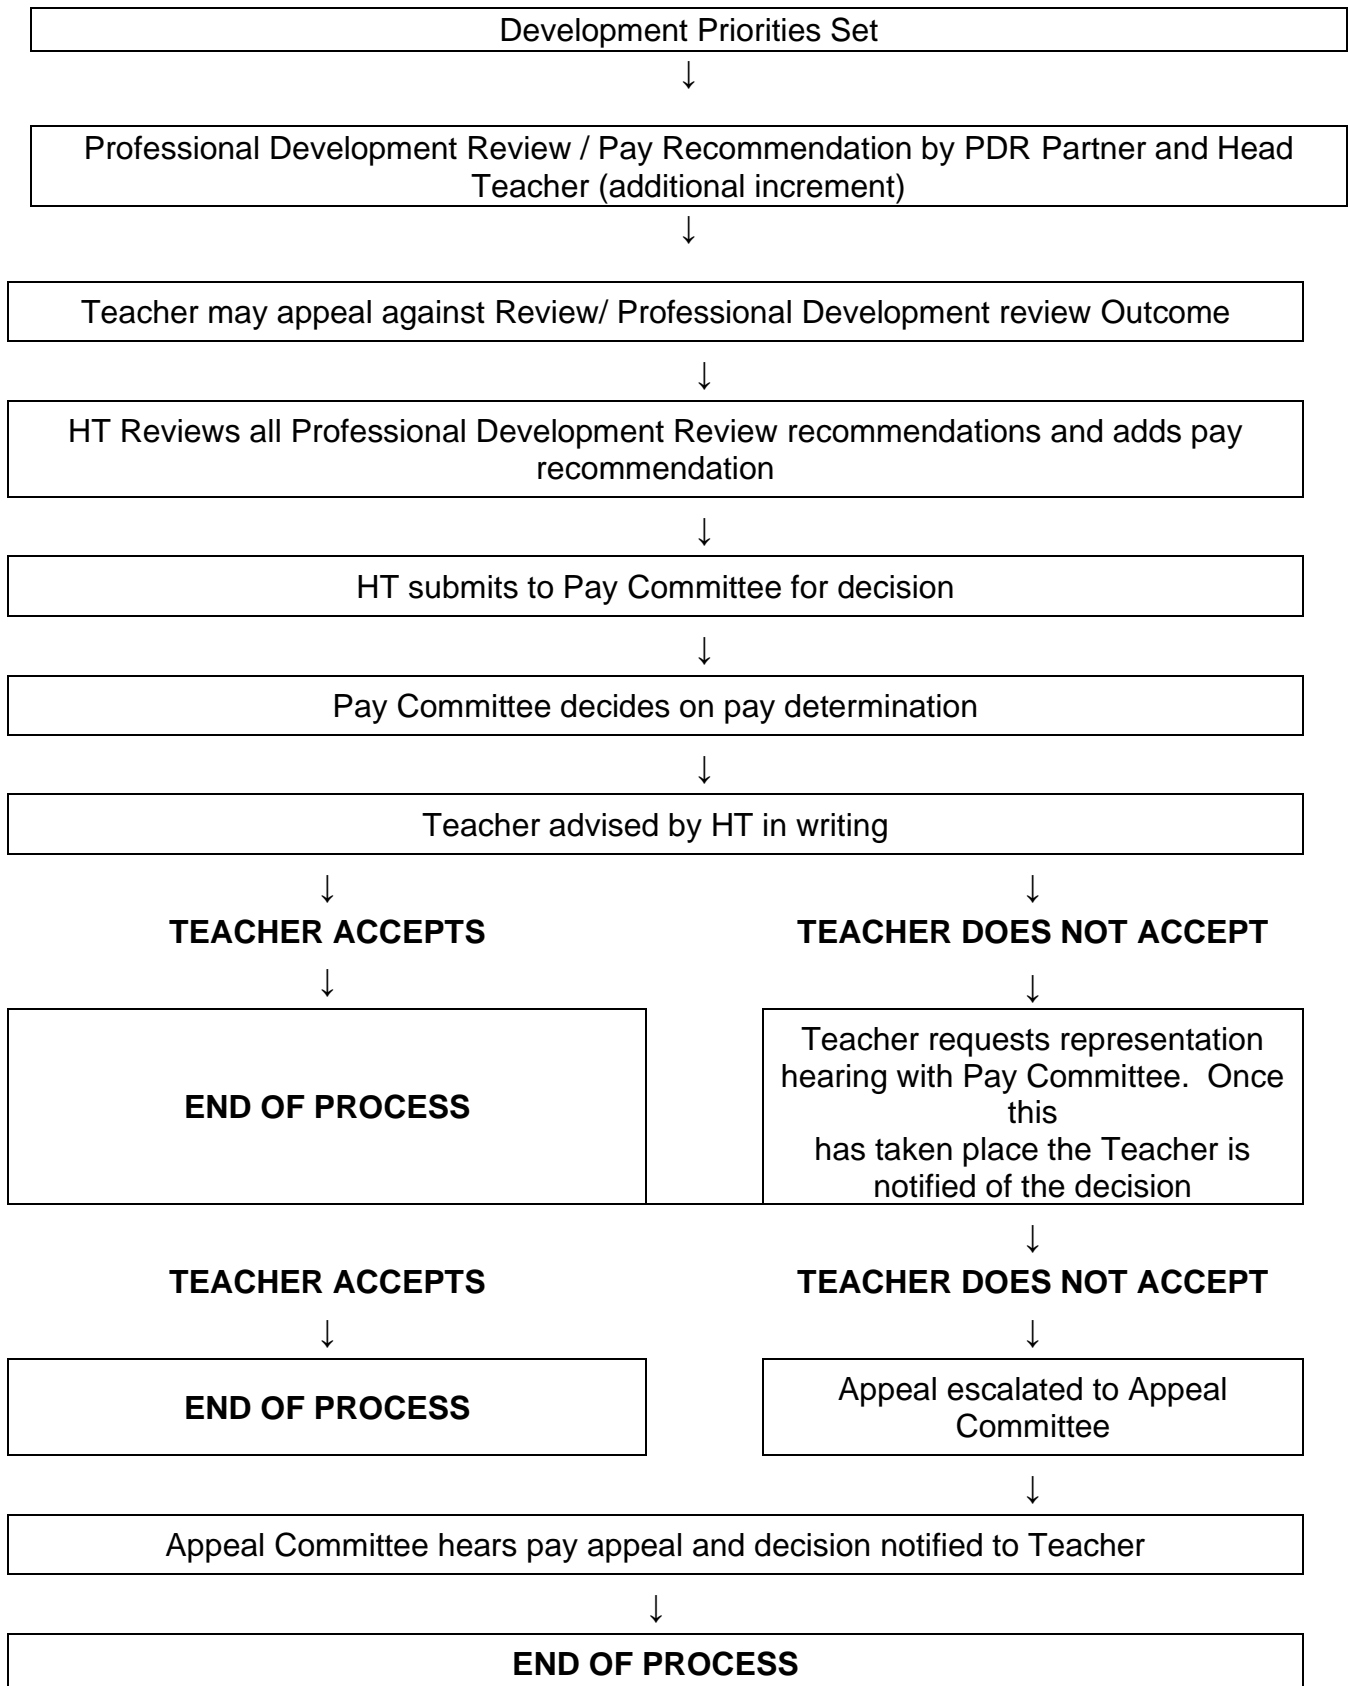 Development Priorities Set
↓
Professional Development Review / Pay Recommendation by PDR Partner and Head
Teacher (additional increment)
↓
Teacher may appeal against Review/ Professional Development review Outcome
↓
HT Reviews all Professional Development Review recommendations and adds pay
recommendation
↓
HT submits to Pay Committee for decision
↓
Pay Committee decides on pay determination
↓
Teacher advised by HT in writing
↓ ↓
TEACHER ACCEPTS
TEACHER DOES NOT ACCEPT
↓ ↓
END OF PROCESS
Teacher requests representation
hearing with Pay Committee.  Once
this
has taken place the Teacher is
notified of the decision
↓
TEACHER ACCEPTS
TEACHER DOES NOT ACCEPT
↓ ↓
END OF PROCESS
Appeal escalated to Appeal
Committee
↓
Appeal Committee hears pay appeal and decision notified to Teacher
↓
END OF PROCESS